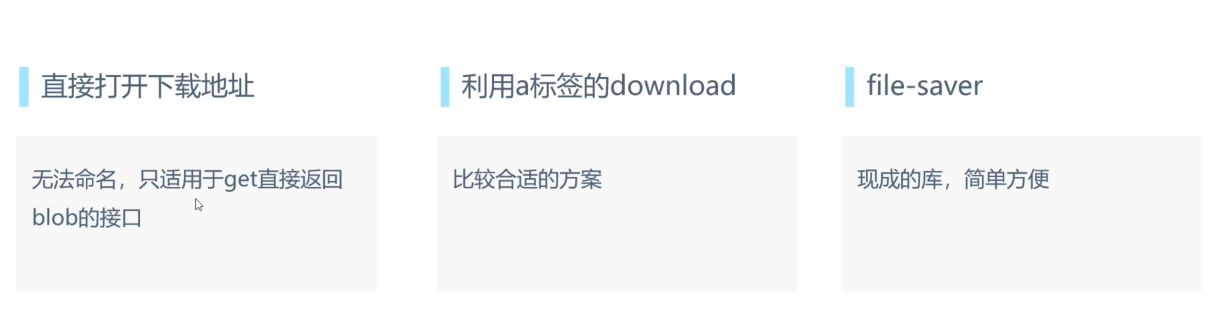 直接打开下载地址
无法命名，只适用于get直接返回
blob的接口
利用a标签的download
比较合适的方案
file-saver
现成的库，简单方便